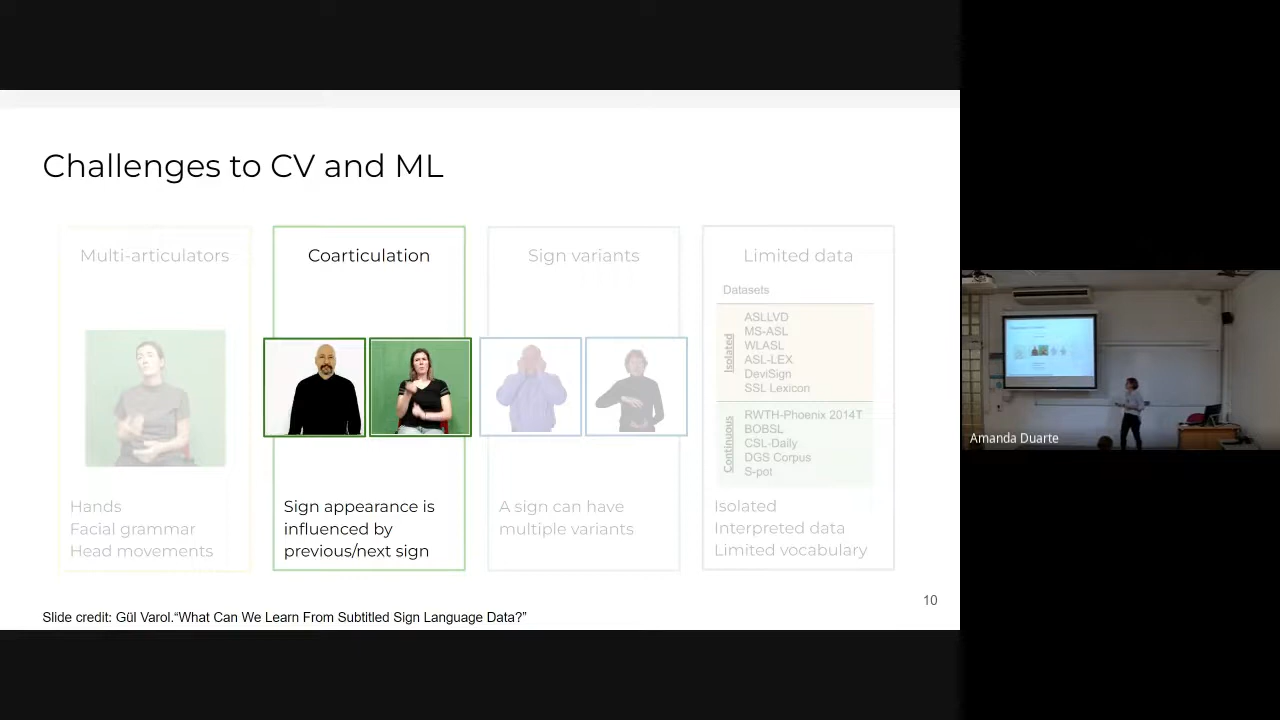 Challenges to CV and ML
Multi-articulators
Hands
Facial grammar
Head movements
Coarticulation
Sign appearance is
influenced by
previous/next sign
Sign variants
A sign can have
multiple variants
Limited data
Datasets
Isolated
ASLLVD
MS-ASL
WLASL
ASL-LEX
DeviSign
SSL Lexicon
Continuous
RWTH-Phoenix 2014T
BOBSL
CSL-Daily
DGS Corpus
S-pot
Isolated
Interpreted data
Limited vocabulary
10
Slide credit: Gül Varol.“What Can We Learn From Subtitled Sign Language Data?”
Amanda Duarte